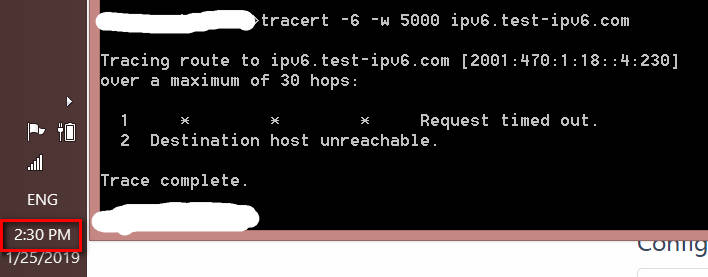 >tracert -6 -w 5000 ipv6.test-ipv6.com
Tracing route to ipv6.test-ipv6.com [2001:470:1:18::4:230]
over a maximum of 30 hops:
1 * * * Request timed out.
2 Destination host unreachable.
Trace complete.
ENG
2:30 PM
1/25/2019
Config